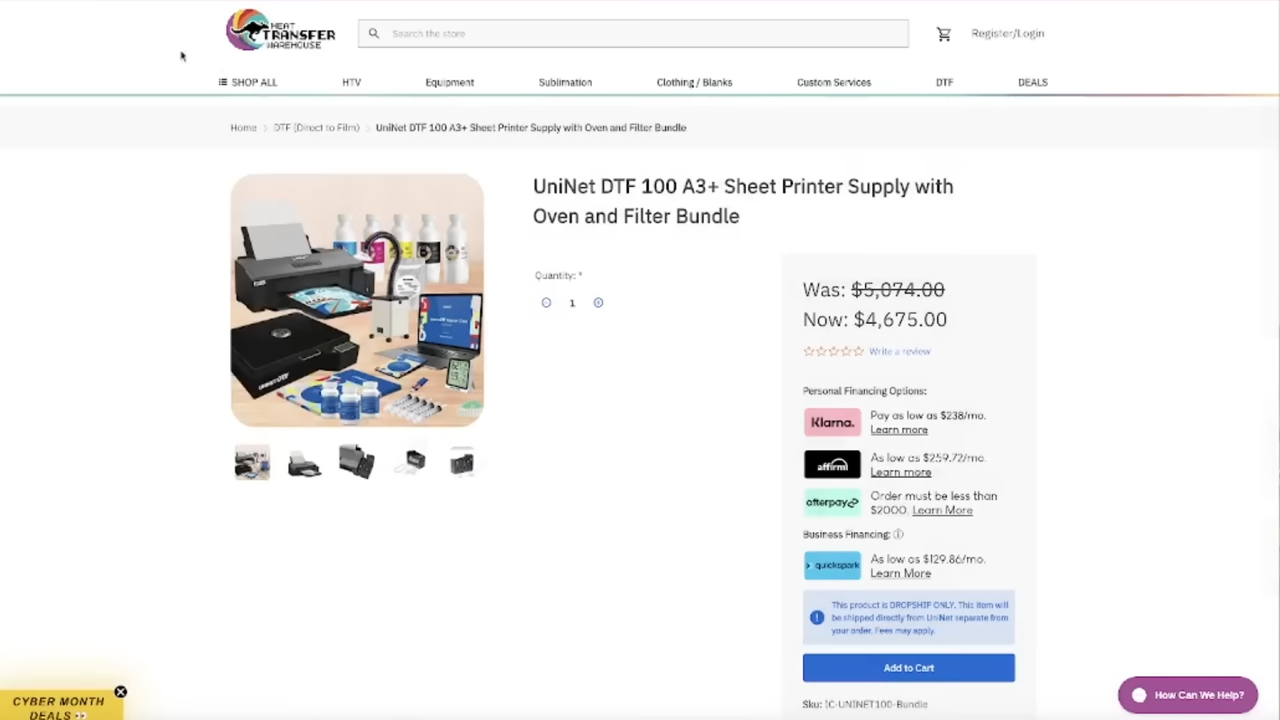 HEAT
TRANSFER
WAREHOUSE
Search the store
Register/Login
SHOP ALL
HTV
Equipment
Sublimation
Clothing / Blanks
Custom Services
DTF
DEALS
Home
DTF (Direct to Film)
UniNet DTF 100 A3+ Sheet Printer Supply with Oven and Filter Bundle
UniNet DTF 100 A3+ Sheet Printer Supply with
Oven and Filter Bundle
Quantity: *
1
Was: $5,074.00
Now: $4,675.00
Write a review
Personal Financing Options:
Klarna.
Pay as low as $238/mo.
Learn more
affirm
As low as $259.72/mo.
Learn more
afterpay
Order must be less than
$2000. Learn More
Business Financing:
quickspark
As low as $129.86/mo.
Learn More
This product is DROPSHIP ONLY. This item will
be shipped directly from UniNet separate from
your order. Fees may apply.
Add to Cart
Sku: IC-UNINET100-Bundle
CYBER MONTH
DEALS 👀
How Can We Help?